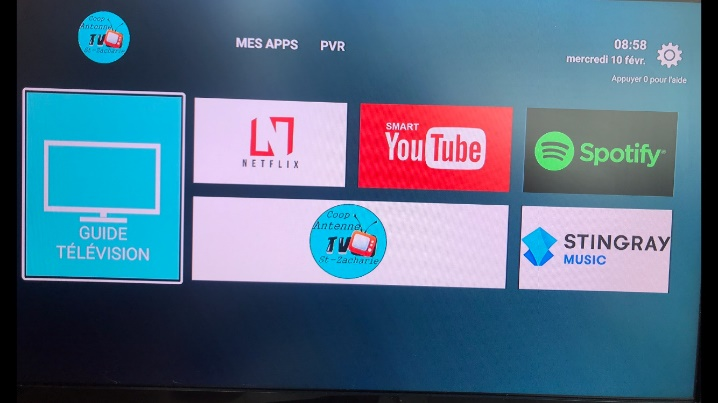 Coop
Antenne
TV
St-Zacharie
MES APPS PVR
08:58
mercredi 10 févr.
Appuyer 0 pour l'aide
GUIDE
TÉLÉVISION
N
NETFLIX
SMART
YouTube
Spotify
Coop
Antenne
TV
St-Zacharie
STINGRAY
MUSIC